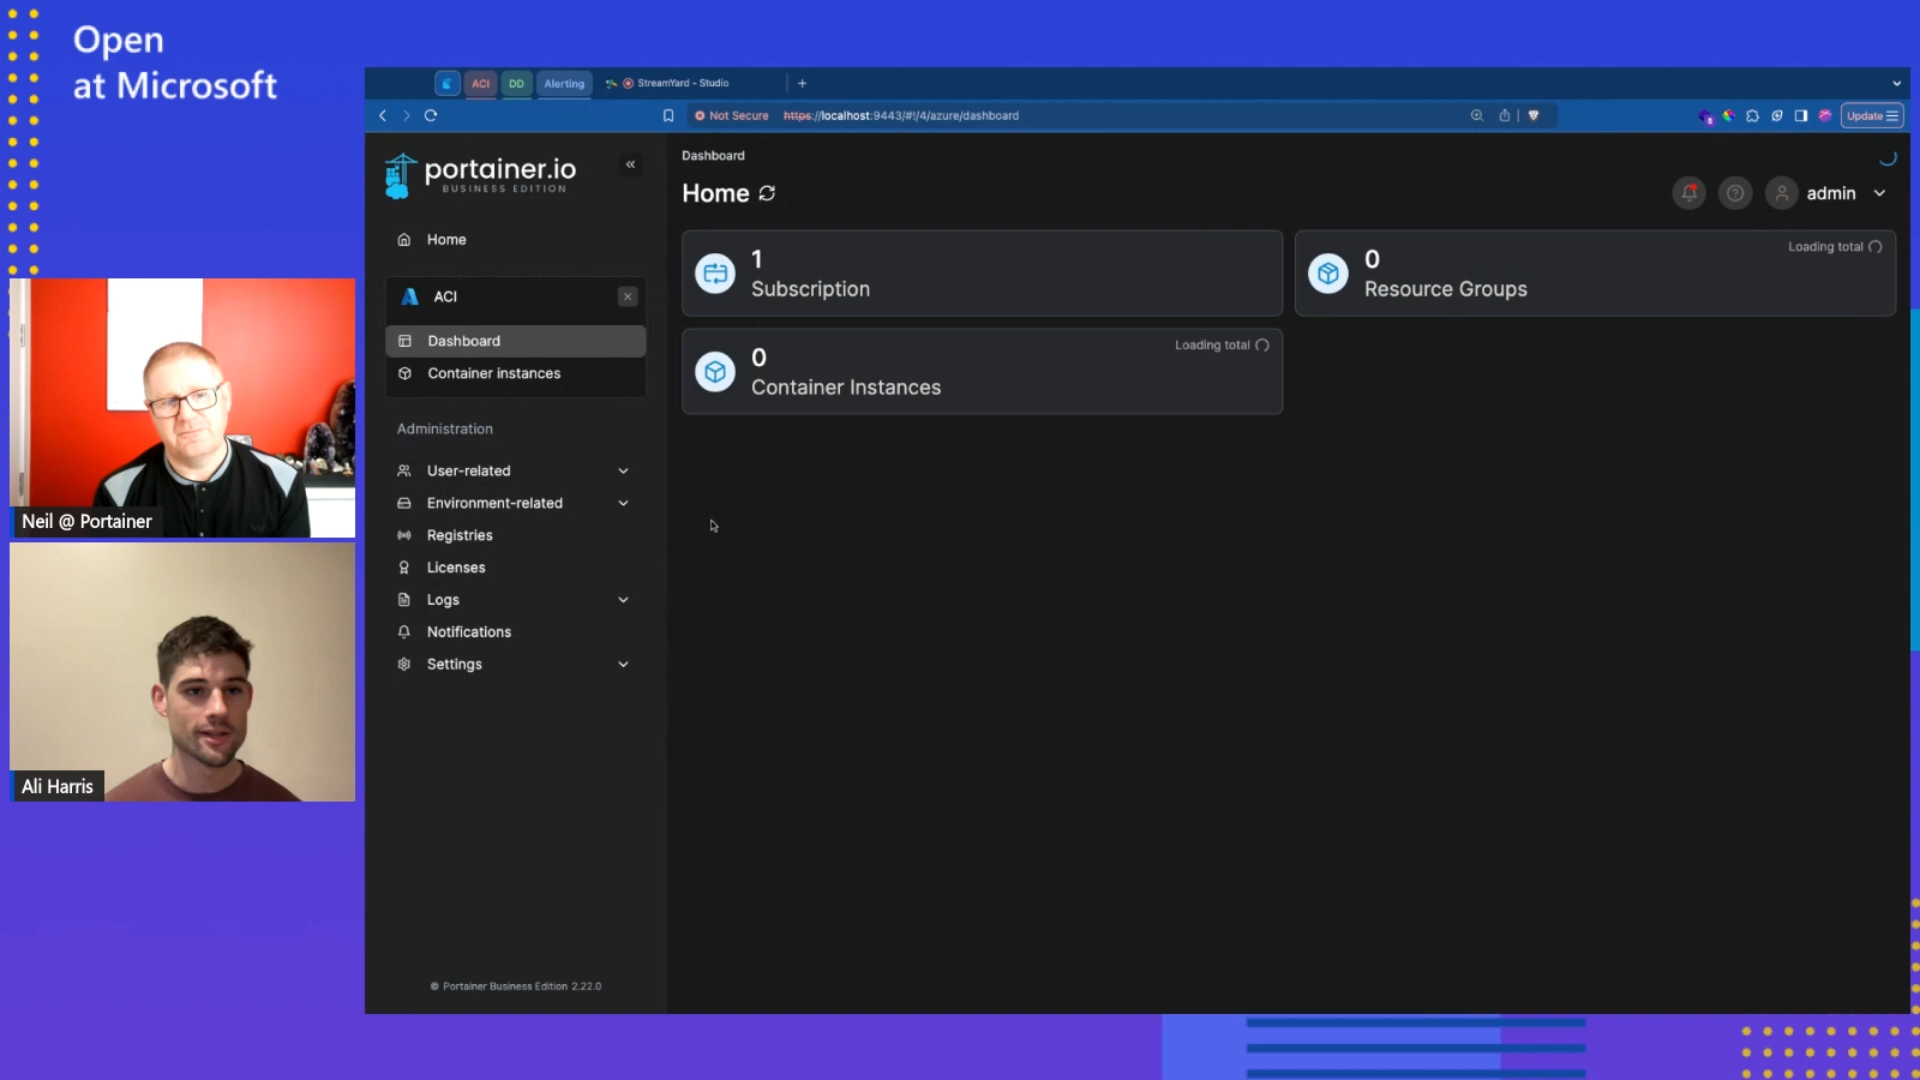 Open
at Microsoft
ACI
DD
Alerting
StreamYard - Studio
Not Secure
https://localhost:9443/#!/4/azure/dashboard
Update
portainer.io
BUSINESS EDITION
Dashboard
Home
admin
Home
ACI
Dashboard
Container instances
Administration
User-related
Environment-related
Registries
Licenses
Logs
Notifications
Settings
1
Subscription
0
Resource Groups
Loading total
0
Container Instances
Loading total
Neil @ Portainer
Ali Harris
© Portainer Business Edition 2.22.0